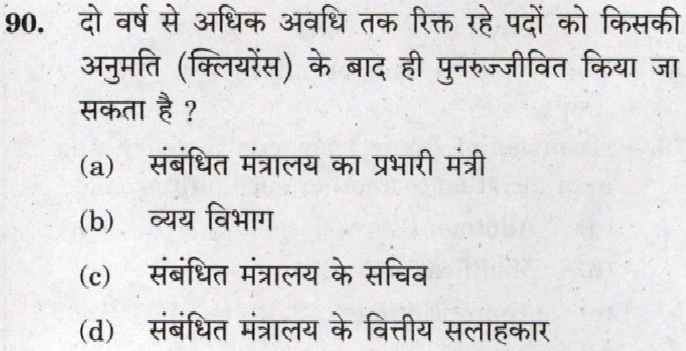 90. दो वर्ष से अधिक अवधि तक रिक्त रहे पदों को किसकी
अनुमति (क्लियरेंस) के बाद ही पुनरुज्जीवित किया जा
सकता है ?
(a) संबंधित मंत्रालय का प्रभारी मंत्री
(b) व्यय विभाग
(c) संबंधित मंत्रालय के सचिव
(d) संबंधित मंत्रालय के वित्तीय सलाहकार